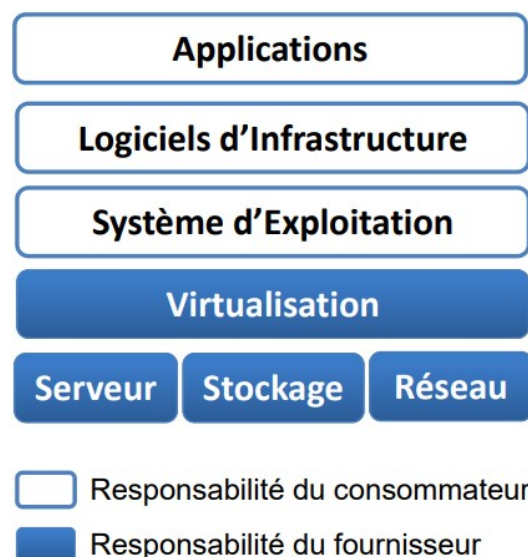 Applications
Logiciels d’Infrastructure
Système d’Exploitation
Virtualisation
Serveur Stockage Réseau
Responsabilité du consommateur
Responsabilité du fournisseur